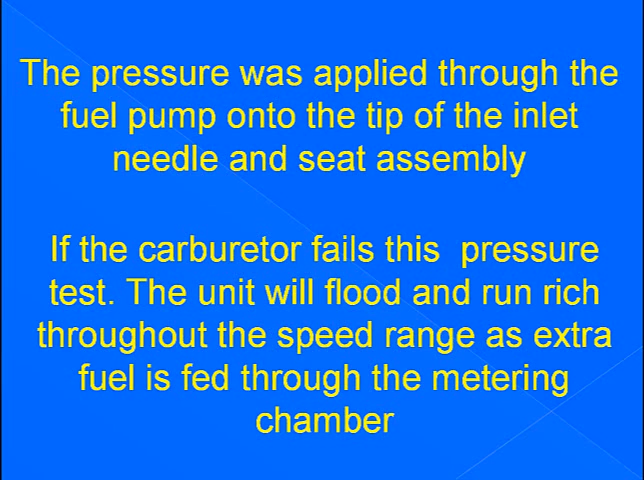 The pressure was applied through the
fuel pump onto the tip of the inlet
needle and seat assembly
If the carburetor fails this  pressure
test. The unit will flood and run rich
throughout the speed range as extra
fuel is fed through the metering
chamber